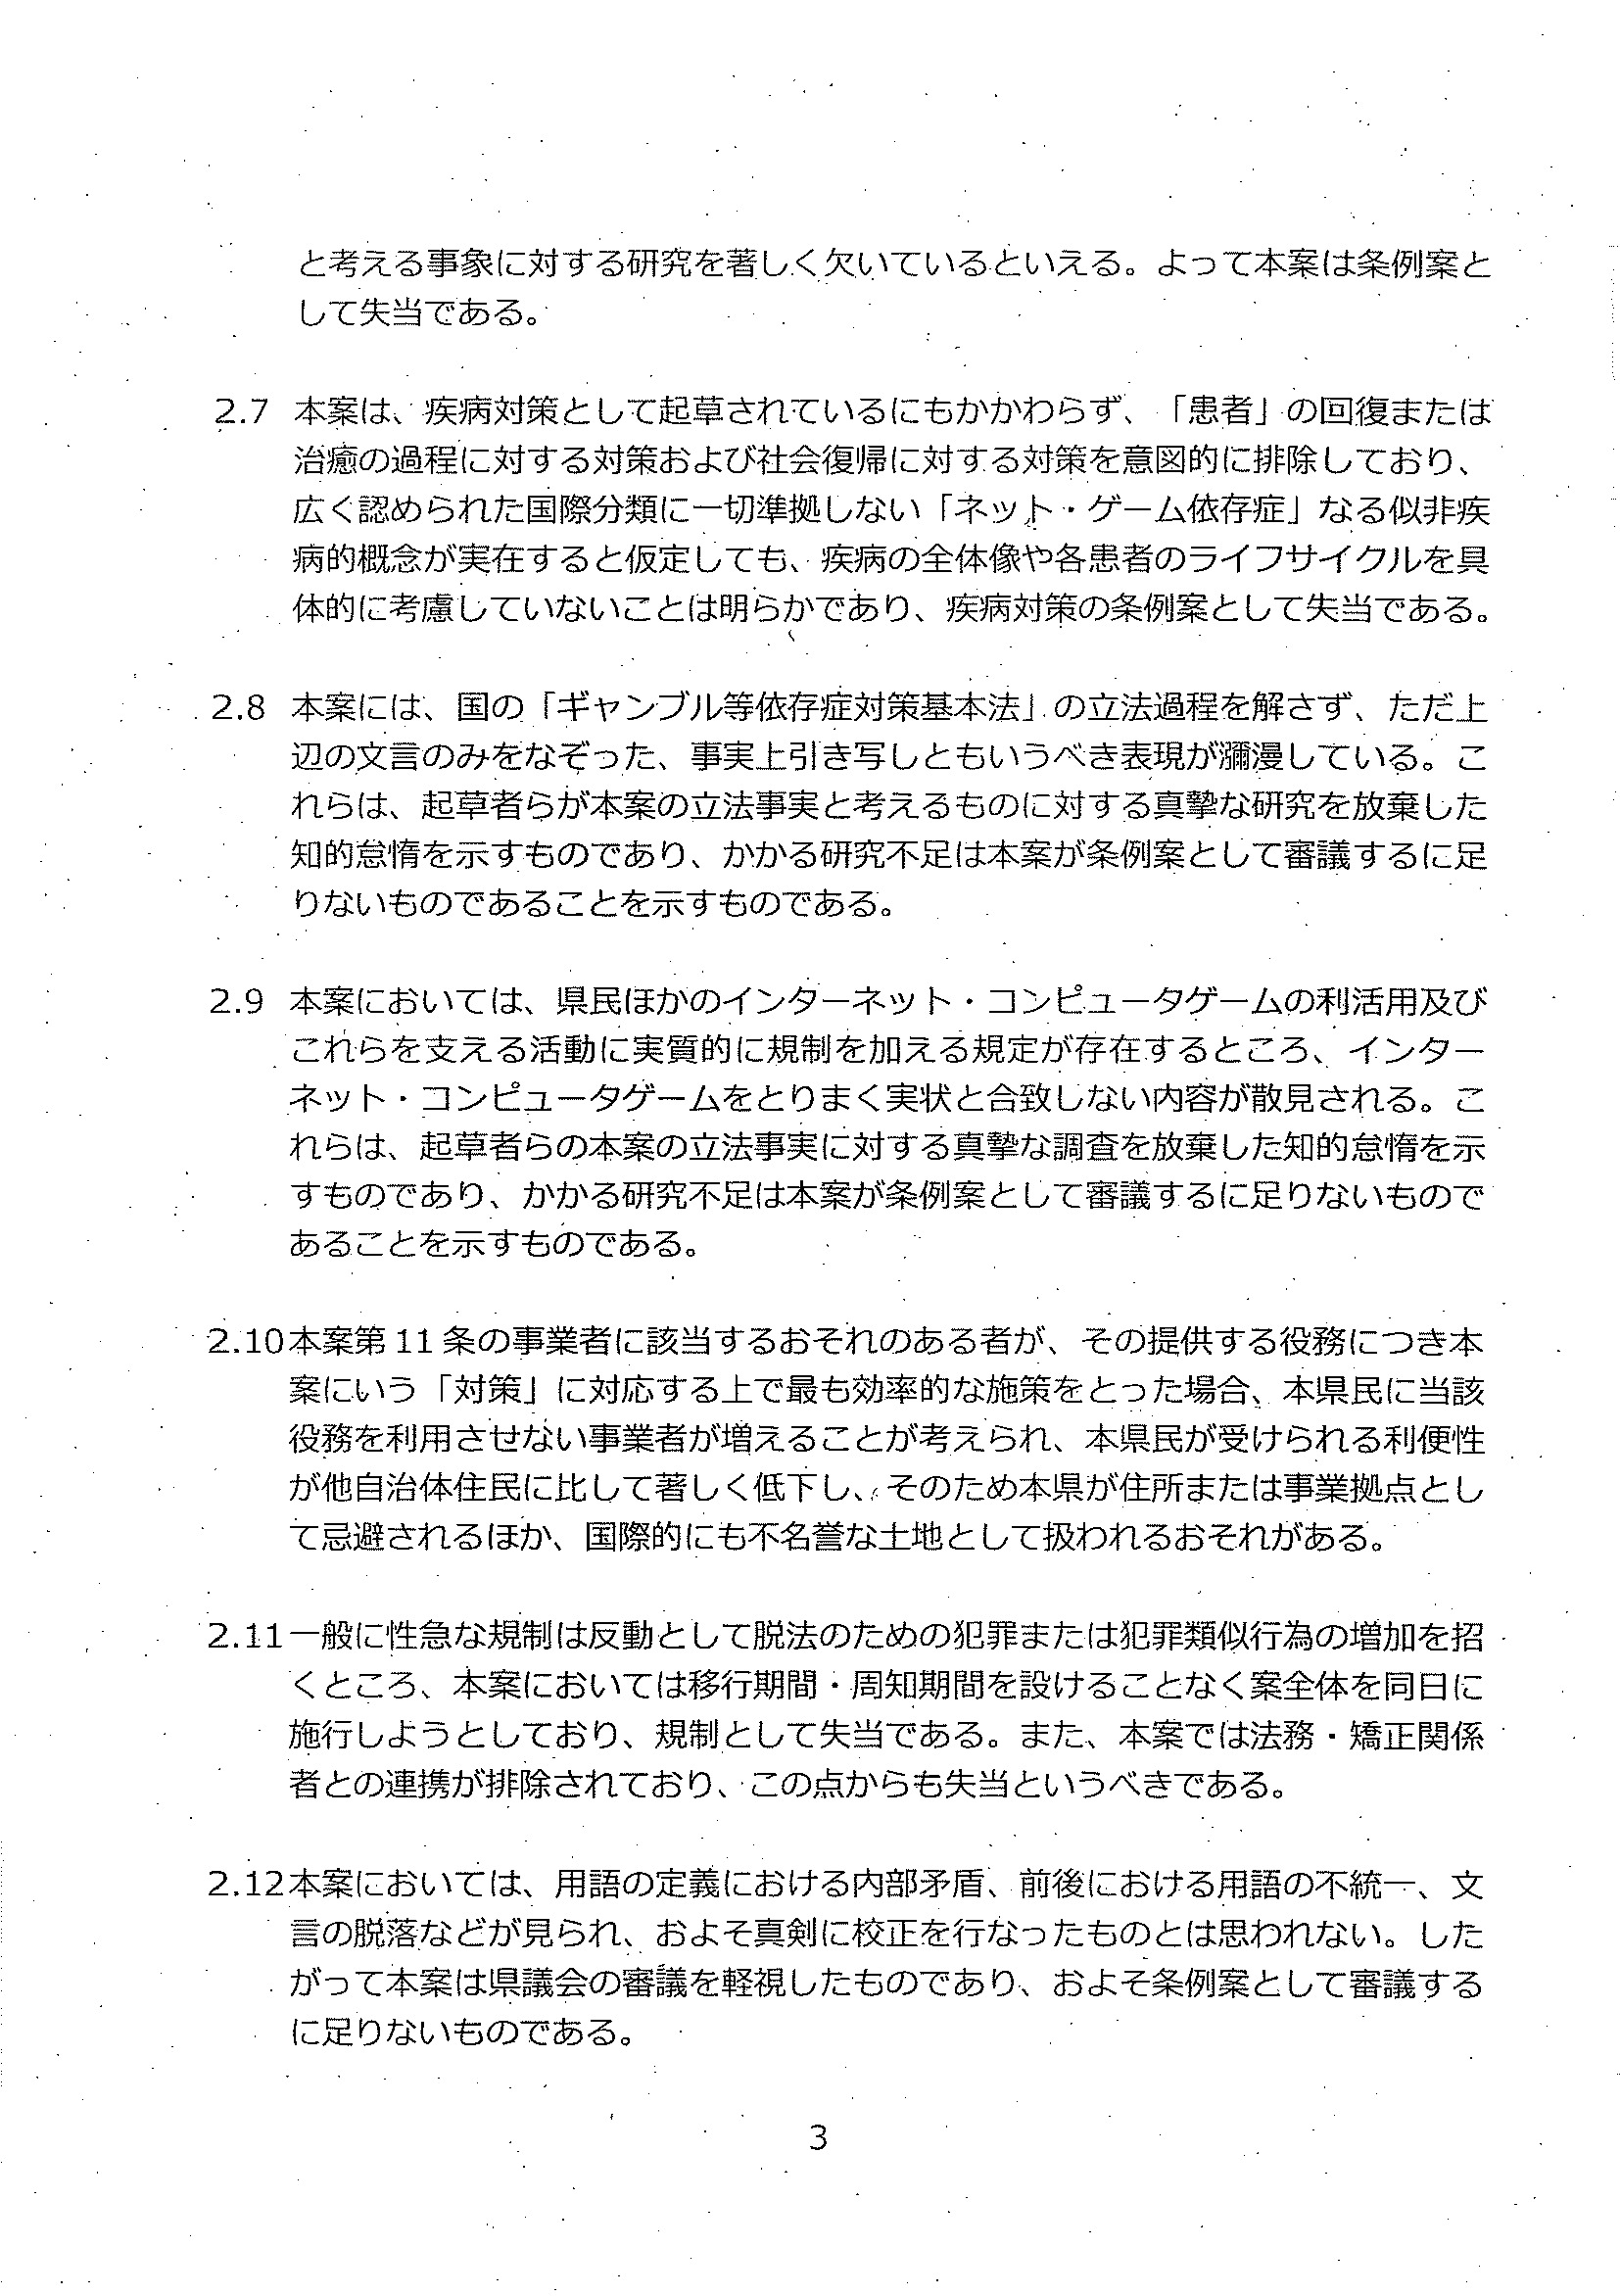 と考える事象に対する研究を著しく欠いているといえる。よって本案は条例案と
して失当である。
2.7 本案は、疾病対策として起草されているにもかかわらず、「患者」の回復または
治癒の過程に対する対策および社会復帰に対する対策を意図的に排除しており、
広く認められた国際分類に一切準拠しない「ネット・ゲーム依存症」なる似非疾
病的概念が実在すると仮定しても、疾病の全体像や各患者のライフサイクルを具
体的に考慮していないことは明らかであり、疾病対策の条例案として失当である。
2.8 本案には、国の「ギャンブル等依存症対策基本法」の立法過程を解さず、ただ上
辺の文言のみをなぞった、事実上引き写しともいうべき表現が瀰漫している。こ
れらは、起草者らが本案の立法事実と考えるものに対する真摯な研究を放棄した
知的怠惰を示すものであり、かかる研究不足は本案が条例案として審議するに足
りないものであることを示すものである。
2.9 本案においては、県民ほかのインターネット・コンピュータゲームの利活用及び
これらを支える活動に実質的に規制を加える規定が存在するところ、インター
ネット・コンピュータゲームをとりまく実状と合致しない内容が散見される。こ
れらは、起草者らの本案の立法事実に対する真摯な調査を放棄した知的怠惰を示
すものであり、かかる研究不足は本案が条例案として審議するに足りないもので
あることを示すものである。
2.10 本案第 11 条の事業者に該当するおそれのある者が、その提供する役務につき本
案にいう「対策」に対応する上で最も効率的な施策をとった場合、本県民に当該
役務を利用させない事業者が増えることが考えられ、本県民が受けられる利便性
が他自治体住民に比して著しく低下し、そのため本県が住所または事業拠点とし
て忌避されるほか、国際的にも不名誉な土地として扱われるおそれがある。
2.11 一般に性急な規制は反動として脱法のための犯罪または犯罪類似行為の増加を招
くところ、本案においては移行期間・周知期間を設けることなく案全体を同日に
施行しようとしており、規制として失当である。また、本案では法務・矯正関係
者との連携が排除されており、この点からも失当というべきである。
2.12 本案においては、用語の定義における内部矛盾、前後における用語の不統一、文
言の脱落などが見られ、およそ真剣に校正を行なったものとは思われない。した
がって本案は県議会の審議を軽視したものであり、およそ条例案として審議する
に足りないものである。
3